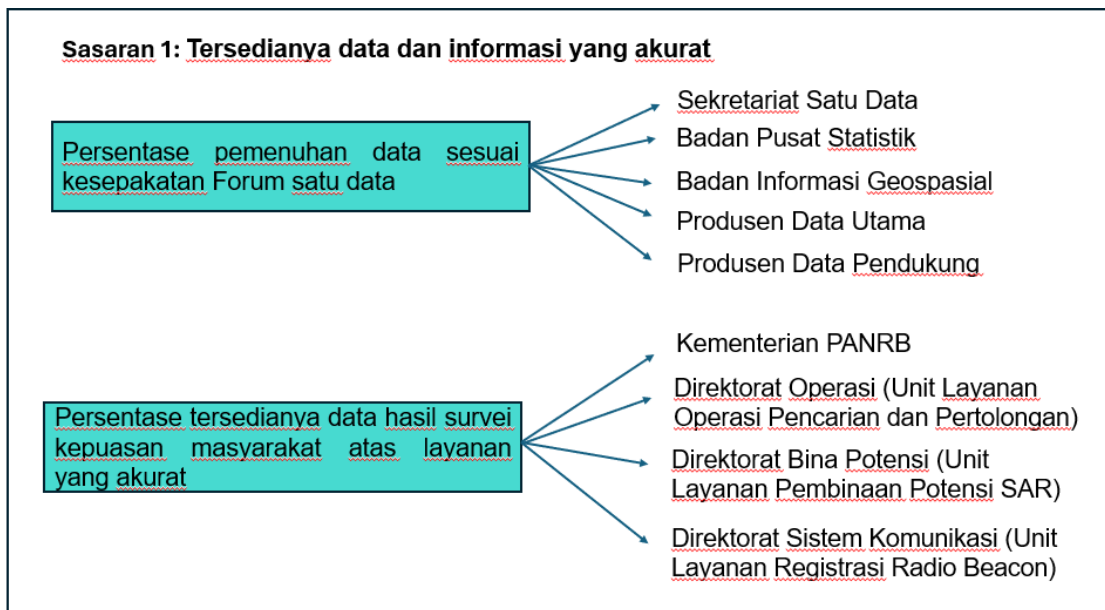 Sasaran 1: Tersedianya data dan informasi yang akurat
Persentase pemenuhan data sesuai
kesepakatan Forum satu data
Sekretariat Satu Data
Badan Pusat Statistik
Badan Informasi Geospasial
Produsen Data Utama
Produsen Data Pendukung
Persentase tersedianya data hasil survei
kepuasan masyarakat atas layanan
yang akurat
Kementerian PANRB
Direktorat Operasi (Unit Layanan
Operasi Pencarian dan Pertolongan)
Direktorat Bina Potensi (Unit
Layanan Pembinaan Potensi SAR)
Direktorat Sistem Komunikasi (Unit
Layanan Registrasi Radio Beacon)